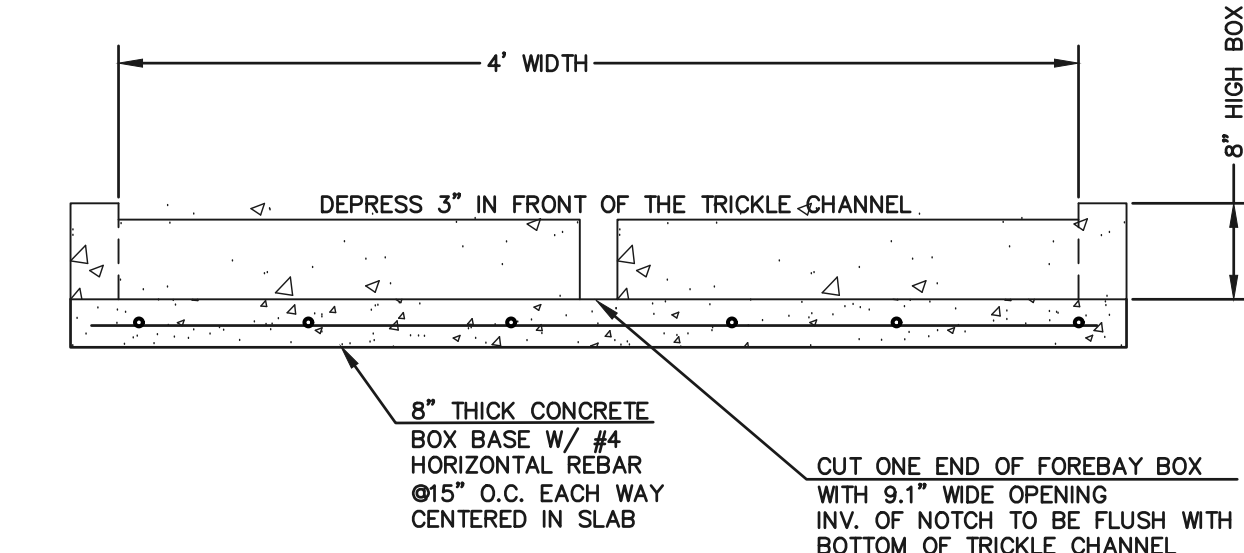 4' WIDTH
8" HIGH BOX
DEPRESS 3" IN FRONT OF THE TRICKLE CHANNEL
8" THICK CONCRETE
BOX BASE W/ #4
HORIZONTAL REBAR
@15" O.C. EACH WAY
CENTERED IN SLAB
CUT ONE END OF FOREBAY BOX
WITH 9.1" WIDE OPENING
INV. OF NOTCH TO BE FLUSH WITH
BOTTOM OF TRICKLE CHANNEL